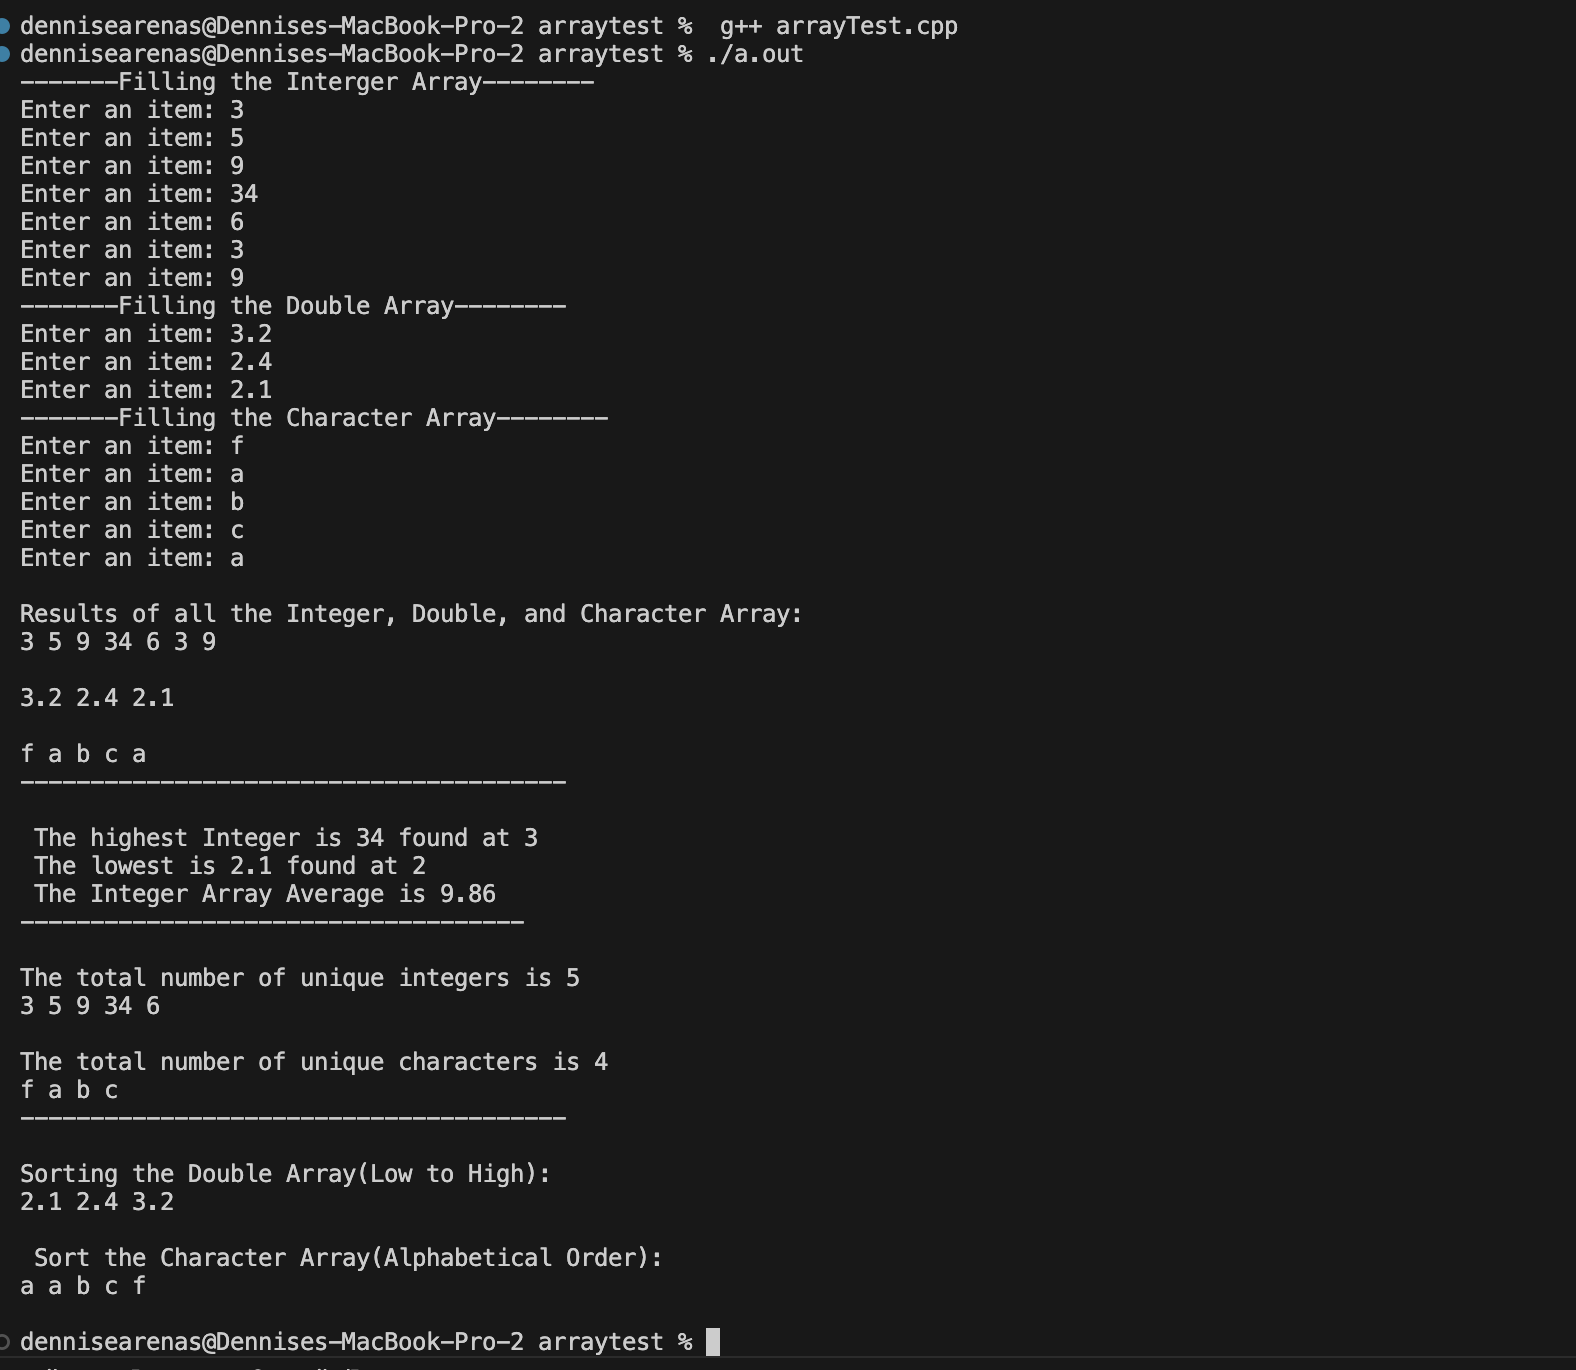 dennisearenas@Dennises-MacBook-Pro-2 arraytest %  g++ arrayTest.cpp
dennisearenas@Dennises-MacBook-Pro-2 arraytest % ./a.out
-------Filling the Interger Array--------
Enter an item: 3
Enter an item: 5
Enter an item: 9
Enter an item: 34
Enter an item: 6
Enter an item: 3
Enter an item: 9
-------Filling the Double Array--------
Enter an item: 3.2
Enter an item: 2.4
Enter an item: 2.1
-------Filling the Character Array--------
Enter an item: f
Enter an item: a
Enter an item: b
Enter an item: c
Enter an item: a
Results of all the Integer, Double, and Character Array:
3 5 9 34 6 3 9
3.2 2.4 2.1
f a b c a
---------------------------------------
The highest Integer is 34 found at 3
The lowest is 2.1 found at 2
The Integer Array Average is 9.86
------------------------------------
The total number of unique integers is 5
3 5 9 34 6
The total number of unique characters is 4
f a b c
---------------------------------------
Sorting the Double Array(Low to High):
2.1 2.4 3.2
Sort the Character Array(Alphabetical Order):
a a b c f
dennisearenas@Dennises-MacBook-Pro-2 arraytest %